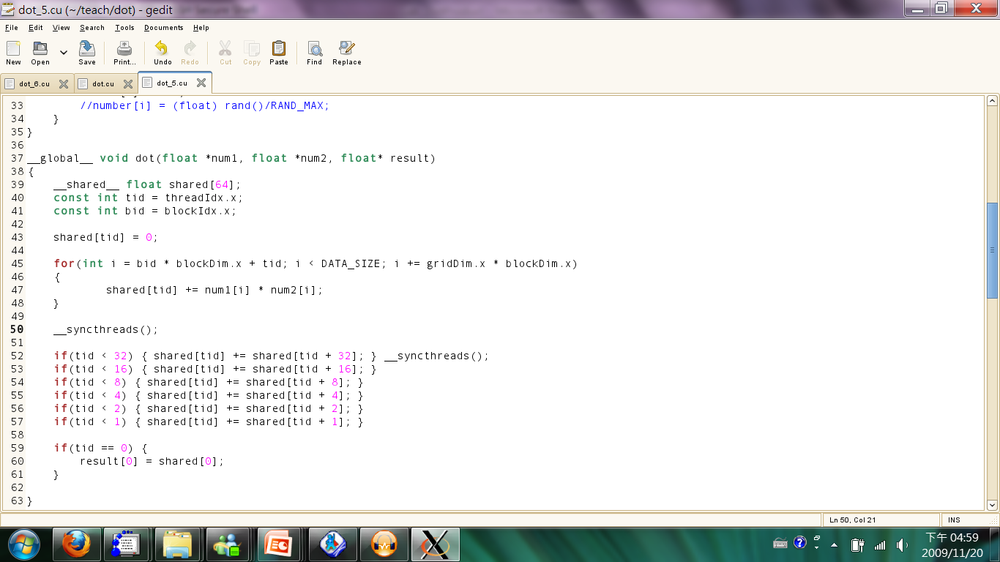 dot_5.cu (~/teach/dot) - gedit
File Edit View Search Tools Documents Help
New Open Save Print... Undo Redo Cut Copy Paste Find Replace
dot_6.cu dot.cu dot_5.cu
33 //number[i] = (float) rand()/RAND_MAX;
34 }
35 }
36
37 __global__ void dot(float *num1, float *num2, float* result)
38 {
39 __shared__ float shared[64];
40 const int tid = threadIdx.x;
41 const int bid = blockIdx.x;
42
43 shared[tid] = 0;
44
45 for(int i = bid * blockDim.x + tid; i < DATA_SIZE; i += gridDim.x * blockDim.x)
46 {
47 shared[tid] += num1[i] * num2[i];
48 }
49
50 __syncthreads();
51
52 if(tid < 32) { shared[tid] += shared[tid + 32]; } __syncthreads();
53 if(tid < 16) { shared[tid] += shared[tid + 16]; }
54 if(tid < 8) { shared[tid] += shared[tid + 8]; }
55 if(tid < 4) { shared[tid] += shared[tid + 4]; }
56 if(tid < 2) { shared[tid] += shared[tid + 2]; }
57 if(tid < 1) { shared[tid] += shared[tid + 1]; }
58
59 if(tid == 0) {
60 result[0] = shared[0];
61 }
62
63 }
Ln 50, Col 21 INS
下午 04:59
2009/11/20